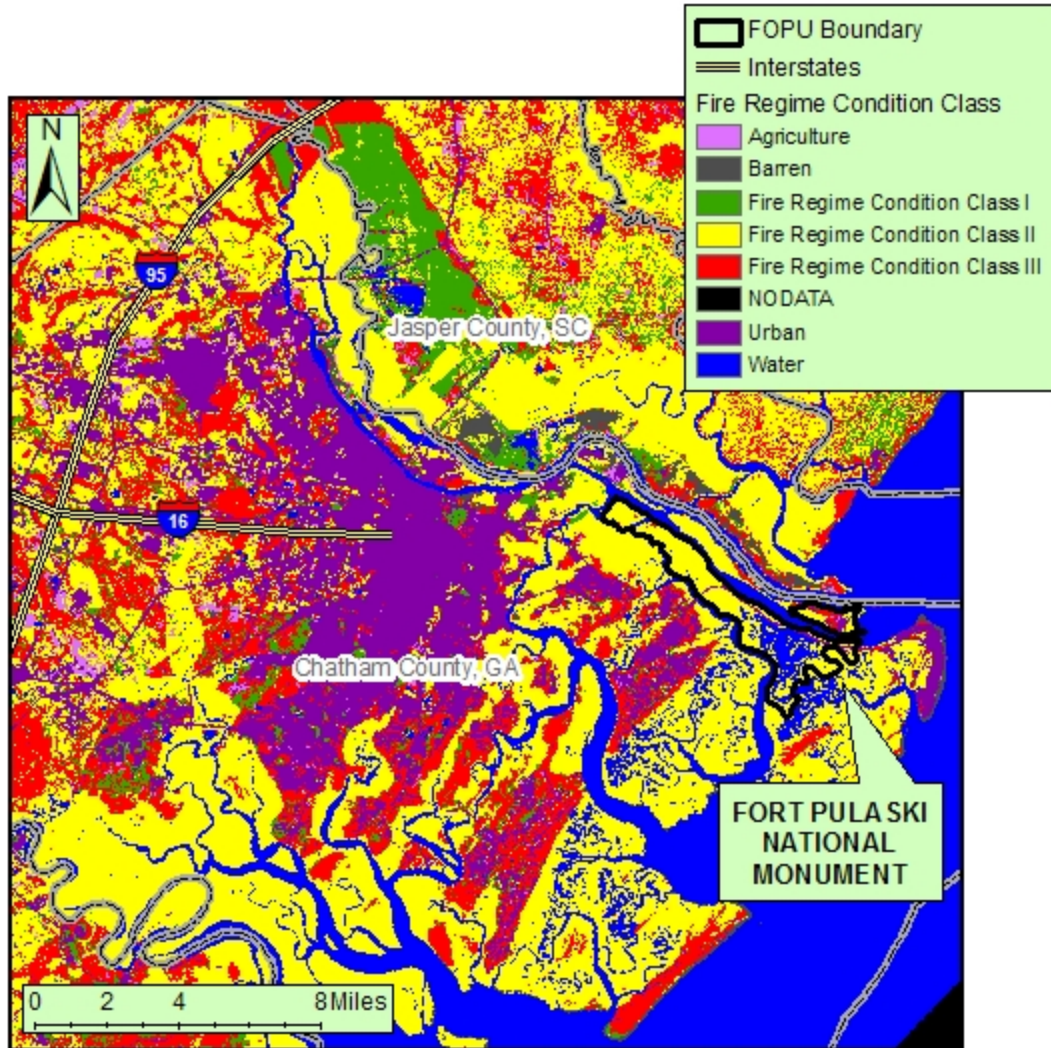 FOPU Boundary
Interstates
Fire Regime Condition Class
Agriculture
Barren
Fire Regime Condition Class I
Fire Regime Condition Class II
Fire Regime Condition Class III
NODATA
Urban
Water
N
95
Jasper County, SC
16
Chatham County, GA
FORT PULASKI
NATIONAL
MONUMENT
0 2 4 8 Miles